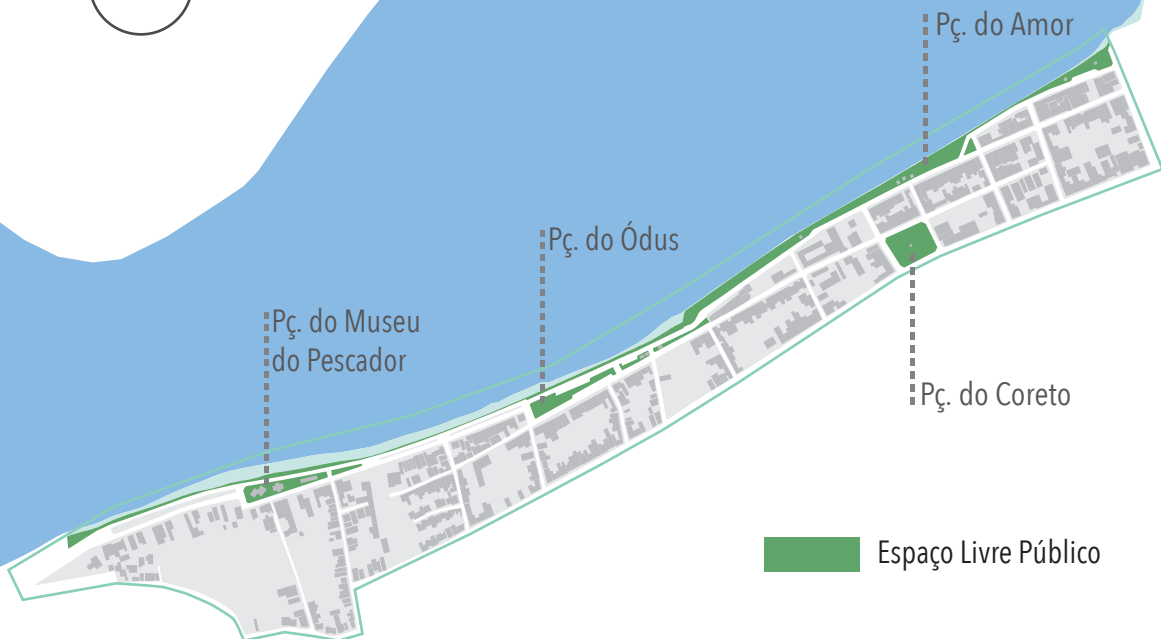 Pç. do Amor
Pç. do Ódus
Pç. do Museu
do Pescador
Pç. do Coreto
Espaço Livre Público